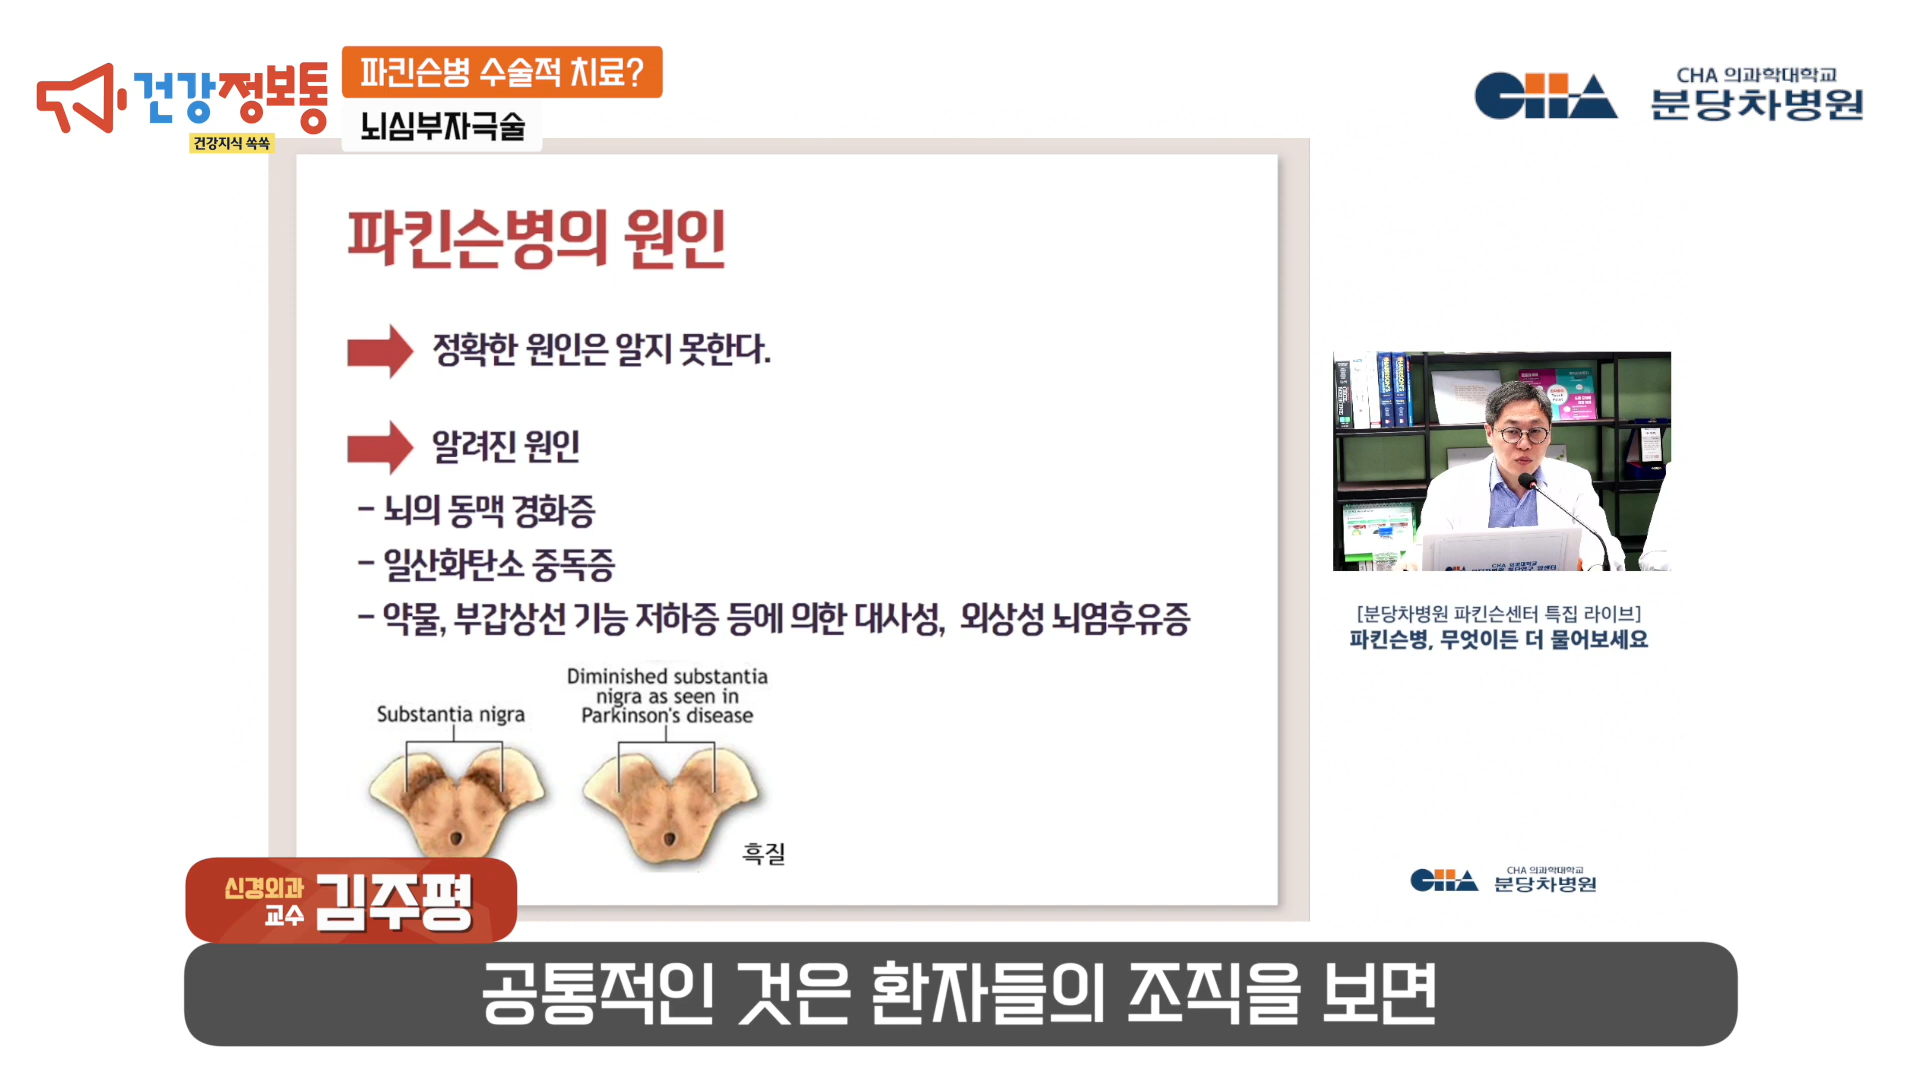 건강정보통
건강지식 쏙쏙
파킨슨병 수술적 치료?
뇌심부자극술
CHA
CHA 의과학대학교
분당차병원
파킨슨병의 원인
정확한 원인은 알지 못한다.
알려진 원인
- 뇌의 동맥 경화증
- 일산화탄소 중독증
- 약물, 부갑상선 기능 저하증 등에 의한 대사성, 외상성 뇌염후유증
Substantia nigra
Diminished substantia
nigra as seen in
Parkinson's disease
흑질
[분당차병원 파킨슨센터 특집 라이브]
파킨슨병, 무엇이든 더 물어보세요
CHA
CHA 의과학대학교
분당차병원
신경외과
교수 김주평
공통적인 것은 환자들의 조직을 보면